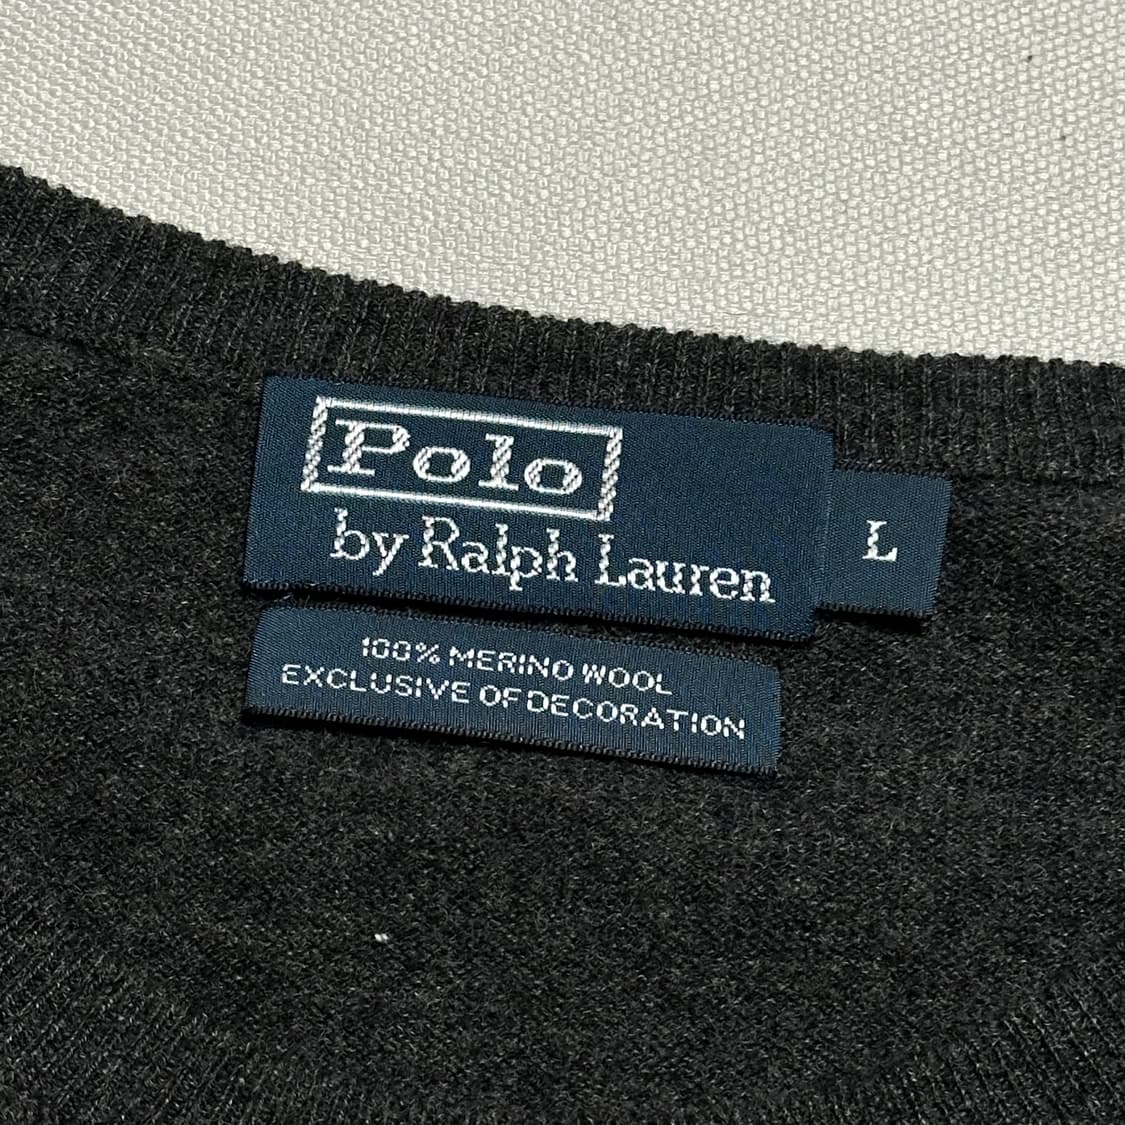 Polo
by Ralph Lauren
L
100% MERINO WOOL
EXCLUSIVE OF DECORATION